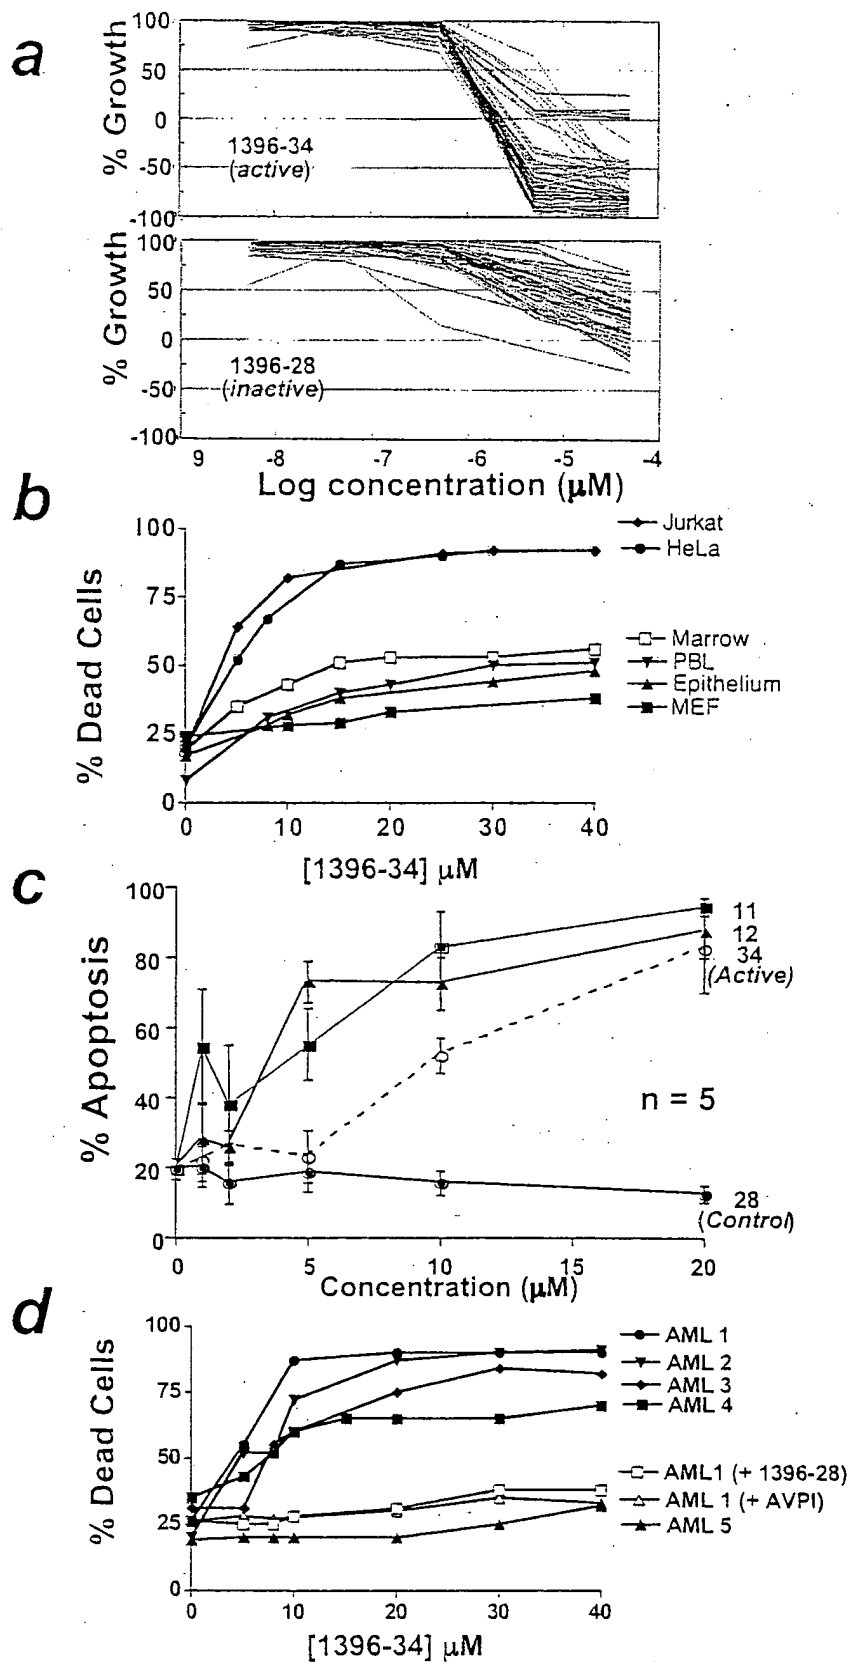 a
% Growth
100
50
0
-50
-100
1396-34
(active)
% Growth
100
50
0
-50
-100
1396-28
(inactive)
9 -8 -7 -6 -5 -4
Log concentration (µM)
b
% Dead Cells
100
75
50
25
0
0 10 20 30 40
[1396-34] µM
Jurkat
HeLa
Marrow
PBL
Epithelium
MEF
c
% Apoptosis
100
80
60
40
20
0
0 5 10 15 20
Concentration (µM)
11
12
34
(Active)
n = 5
28
(Control)
d
% Dead Cells
100
75
50
25
0
0 10 20 30 40
[1396-34] µM
AML 1
AML 2
AML 3
AML 4
AML1 (+ 1396-28)
AML 1 (+ AVPI)
AML 5